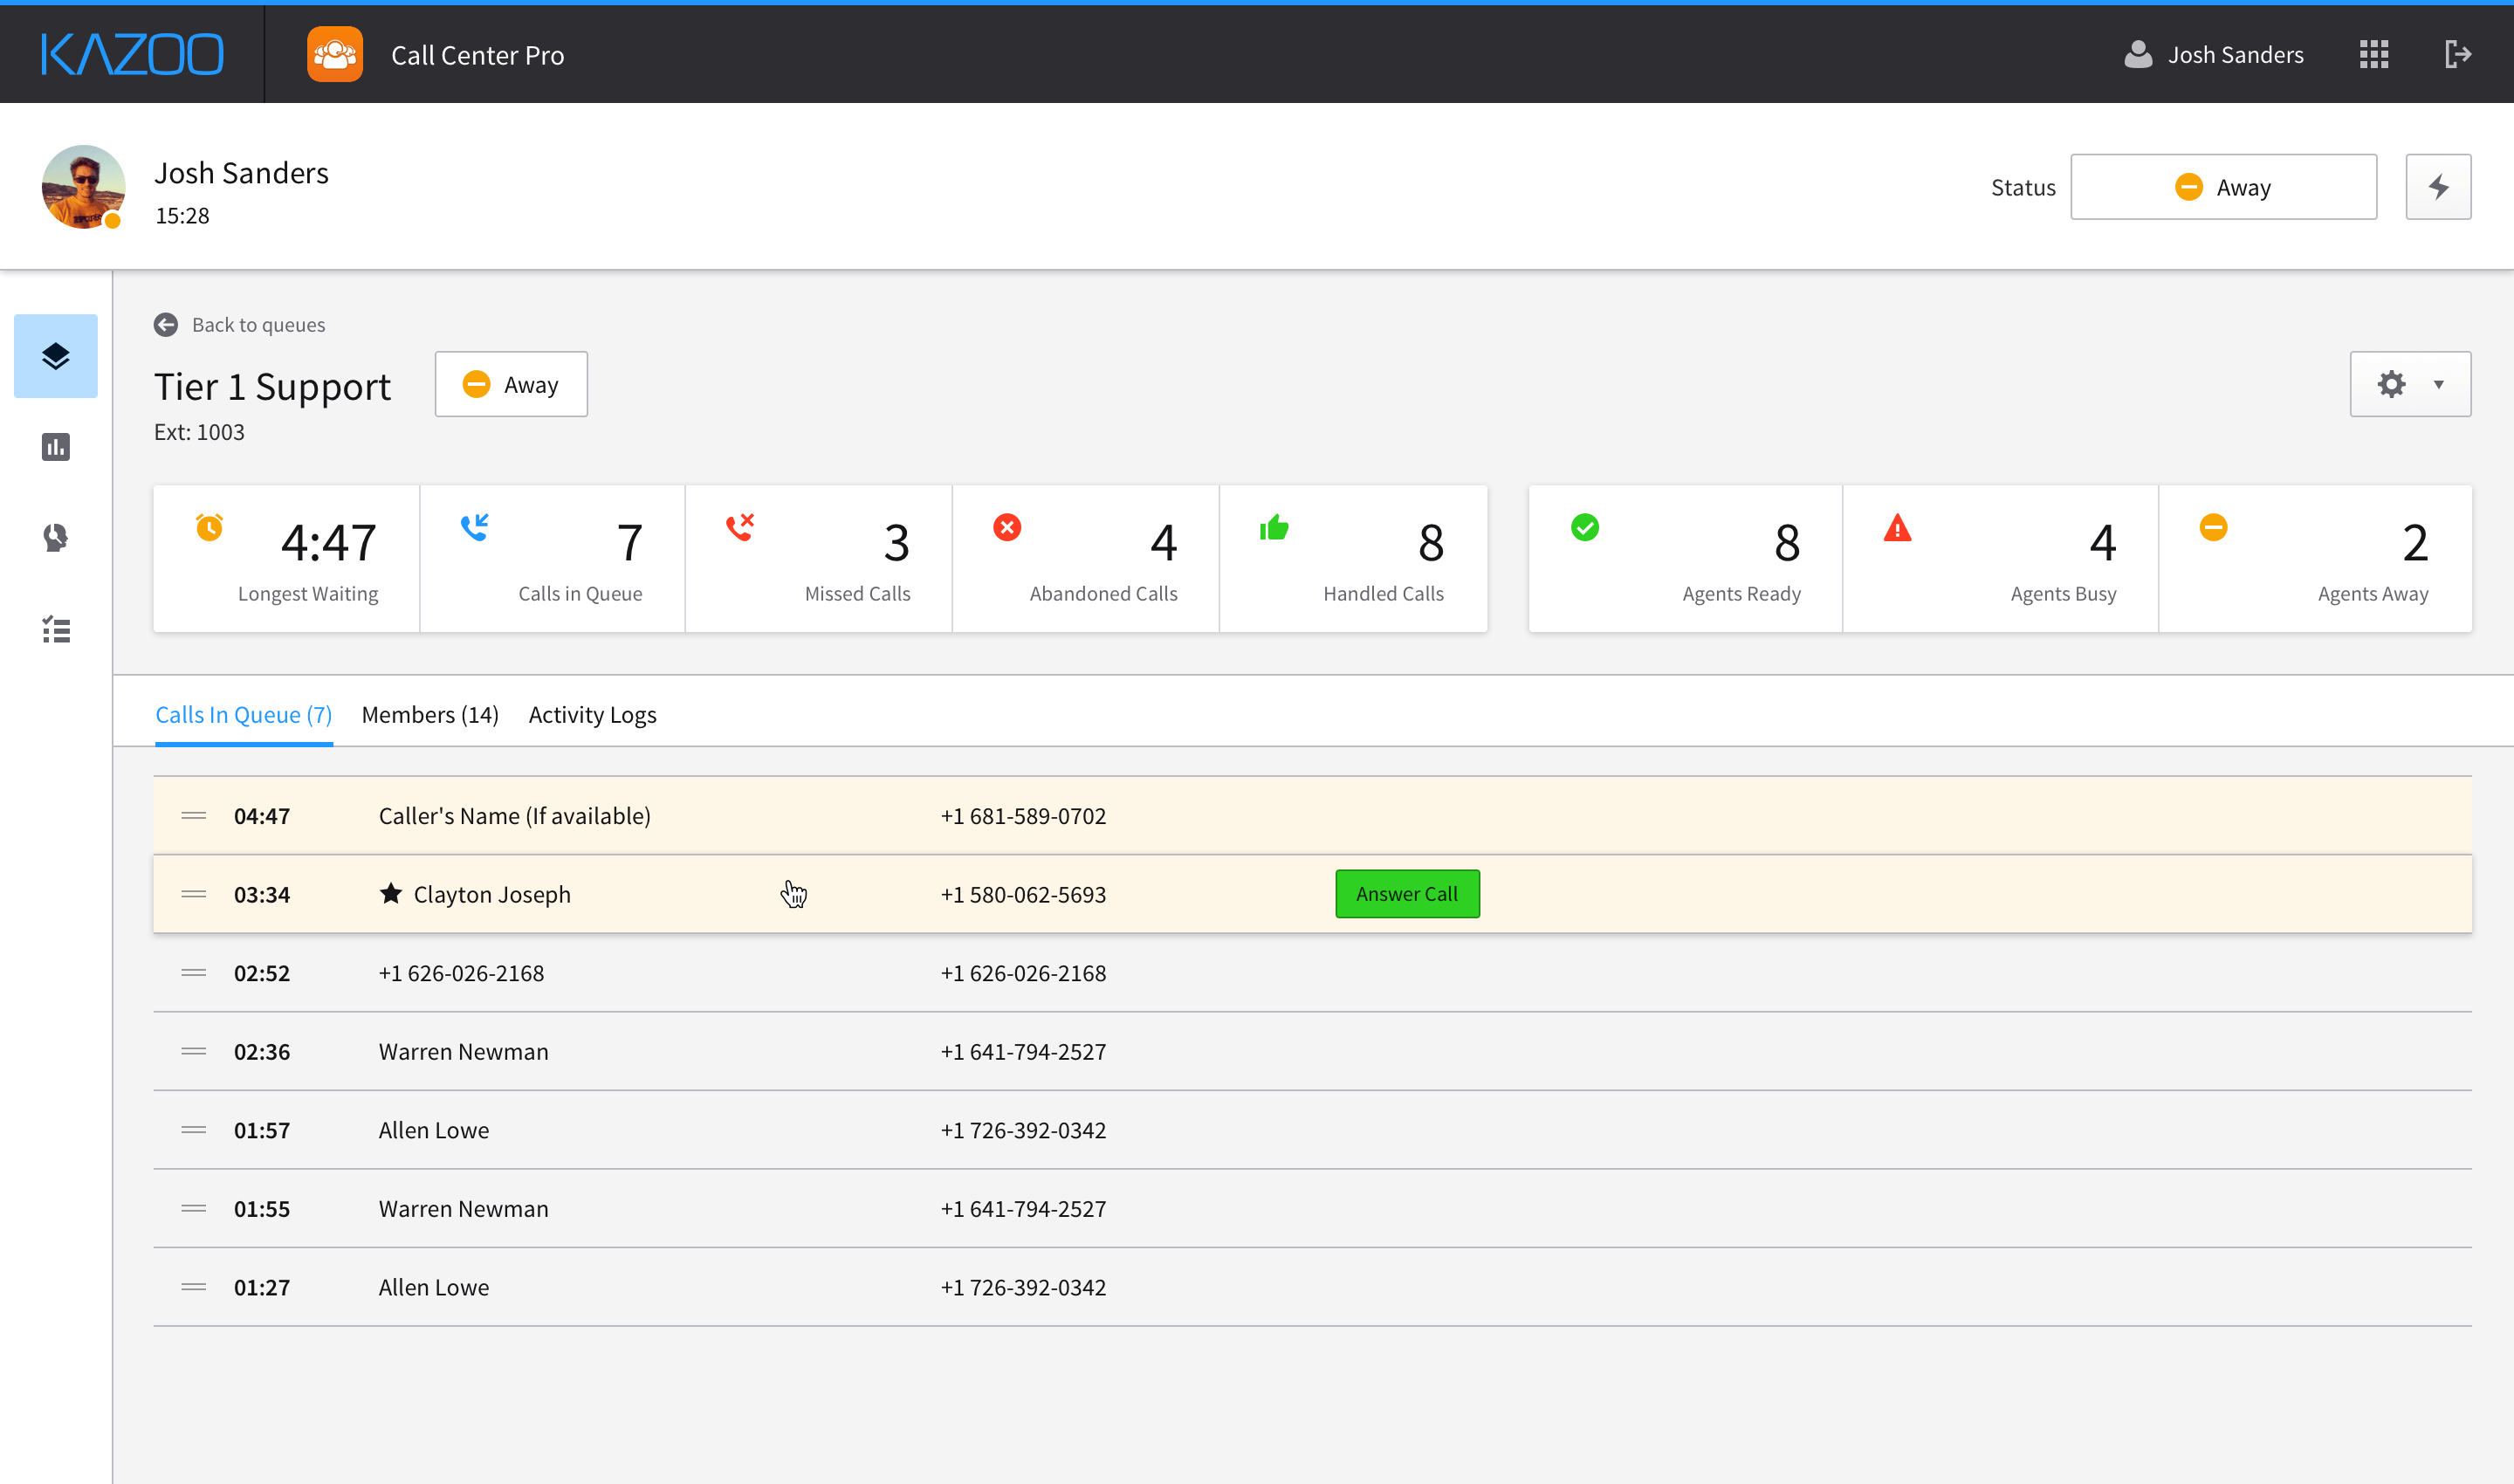 KAZOO
Call Center Pro
Josh Sanders
Josh Sanders
15:28
Status
Away
Back to queues
Tier 1 Support
Away
Ext: 1003
4:47
Longest Waiting
7
Calls in Queue
3
Missed Calls
4
Abandoned Calls
8
Handled Calls
8
Agents Ready
4
Agents Busy
2
Agents Away
Calls In Queue (7) Members (14) Activity Logs
04:47 Caller's Name (If available) +1 681-589-0702
03:34 Clayton Joseph +1 580-062-5693 Answer Call
02:52 +1 626-026-2168 +1 626-026-2168
02:36 Warren Newman +1 641-794-2527
01:57 Allen Lowe +1 726-392-0342
01:55 Warren Newman +1 641-794-2527
01:27 Allen Lowe +1 726-392-0342